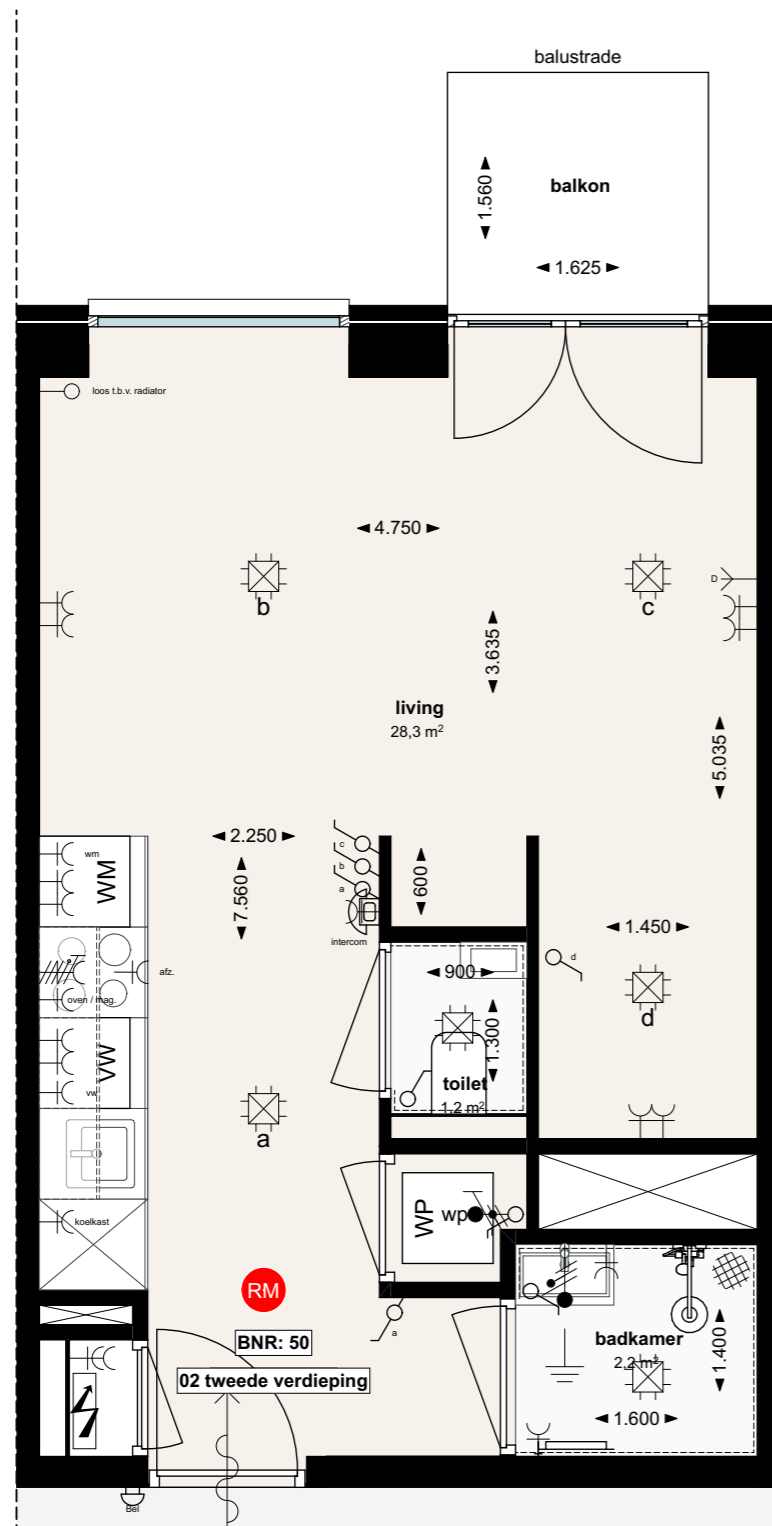 balustrade
1.560
balkon
1.625
loos t.b.v. radiator
4.750
b
c
D
3.635
living
28,3 m²
5.035
2.250
7.560
c
b
a
intercom
600
wm
WM
1.450
afz.
oven / mag.
900
d
1.300
d
VW
vw
toilet
1,2 m²
a
koelkast
WP
wp
RM
a
BNR: 50
02 tweede verdieping
badkamer
2,2 m²
1.400
1.600
Bel